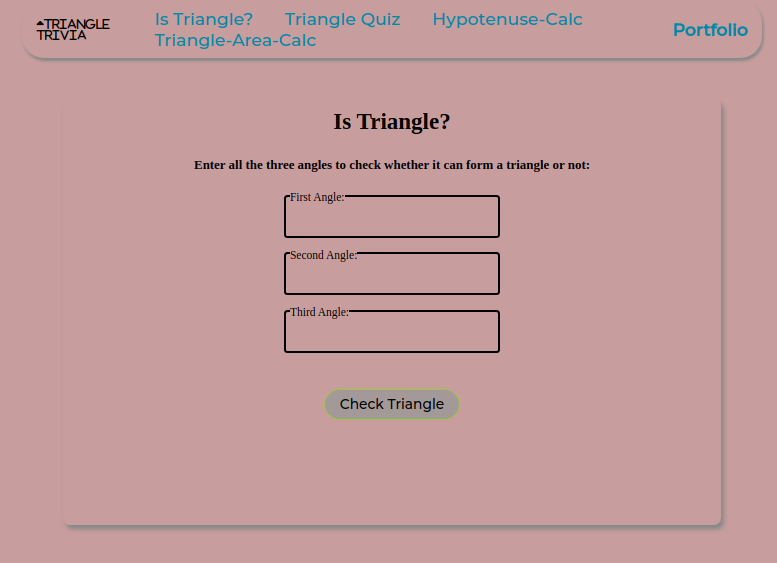 TRIANGLE
TRIVIA
Is Triangle? Triangle Quiz Hypotenuse-Calc
Triangle-Area-Calc
Portfolio
Is Triangle?
Enter all the three angles to check whether it can form a triangle or not:
First Angle:
Second Angle:
Third Angle:
Check Triangle